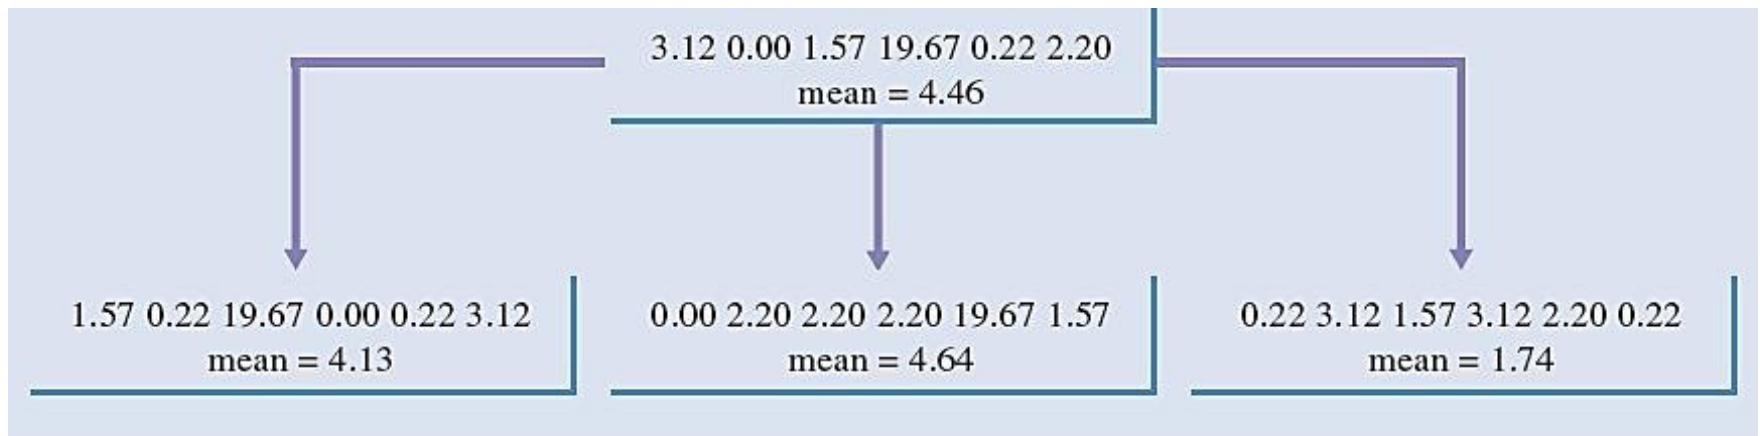 3.12 0.00 1.57 19.67 0.22 2.20
mean = 4.46
1.57 0.22 19.67 0.00 0.22 3.12
mean = 4.13
0.00 2.20 2.20 2.20 19.67 1.57
mean = 4.64
0.22 3.12 1.57 3.12 2.20 0.22
mean = 1.74